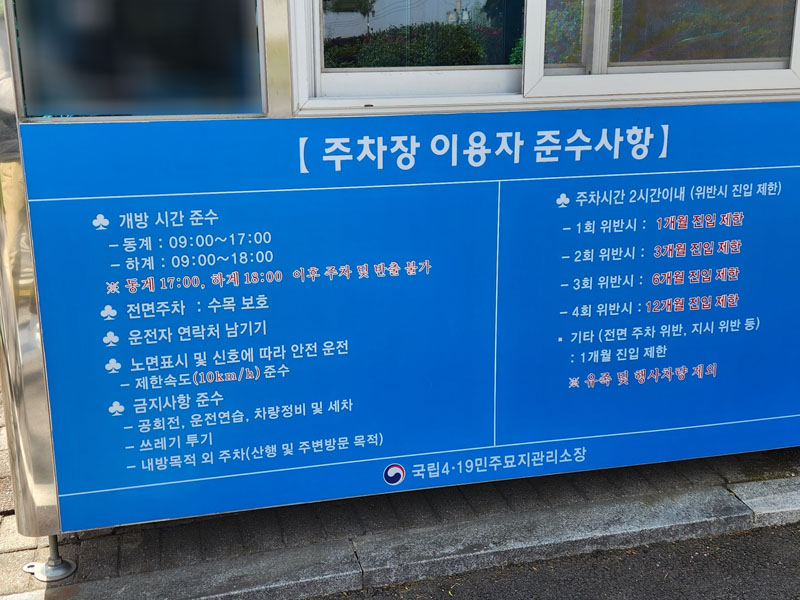 【 주차장 이용자 준수사항】
♣ 개방 시간 준수
– 동계 : 09:00~17:00
– 하계 : 09:00~18:00
※ 동계 17:00, 하계 18:00 이후 주차 및 반출 불가
♣ 전면주차 : 수목 보호
♣ 운전자 연락처 남기기
♣ 노면표시 및 신호에 따라 안전 운전
– 제한속도(10km/h)준수
♣ 금지사항 준수
– 공회전, 운전연습, 차량정비 및 세차
– 쓰레기 투기
– 내방목적 외 주차(산행 및 주변방문 목적)
♣ 주차시간 2시간이내 (위반시 진입 제한)
– 1회 위반시 : 1개월 진입 제한
– 2회 위반시 : 3개월 진입 제한
– 3회 위반시 : 6개월 진입 제한
– 4회 위반시 : 12개월 진입 제한
▪ 기타 (전면 주차 위반, 지시 위반 등)
: 1개월 진입 제한
※ 유족 및 행사차량 제외
국립4·19민주묘지관리소장